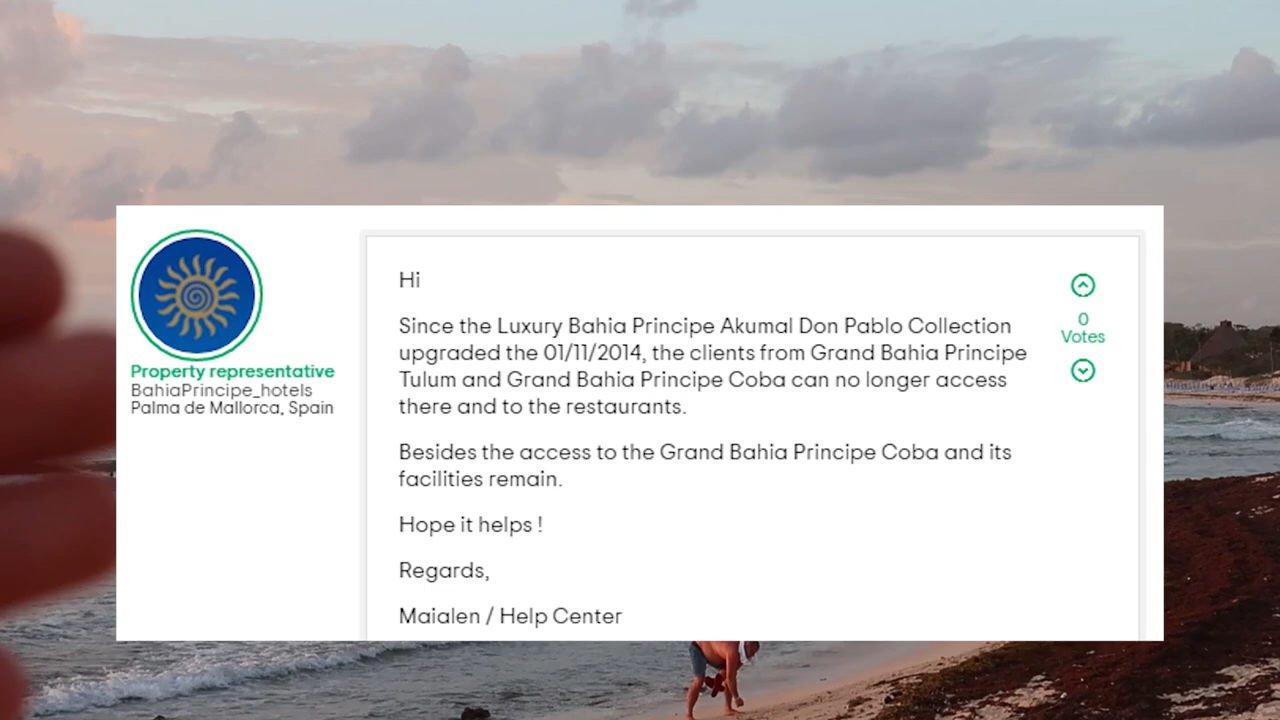 Hi
Since the Luxury Bahia Principe Akumal Don Pablo Collection
upgraded the 01/11/2014, the clients from Grand Bahia Principe
Tulum and Grand Bahia Principe Coba can no longer access
there and to the restaurants.
Besides the access to the Grand Bahia Principe Coba and its
facilities remain.
Hope it helps !
Regards,
Maialen / Help Center
0
Votes
Property representative
BahiaPrincipe_hotels
Palma de Mallorca, Spain